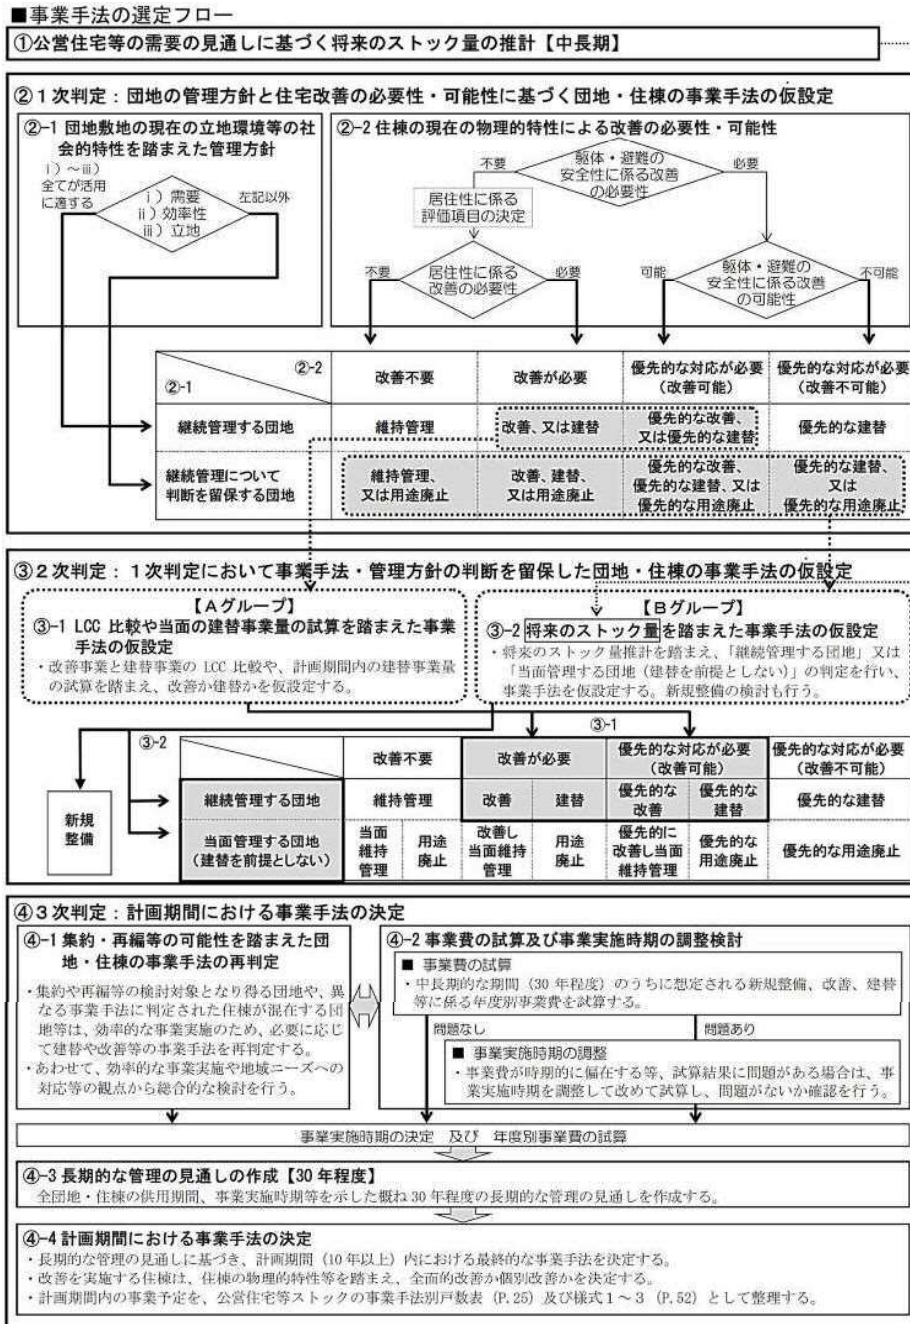 ■事業手法の選定フロー
①公営住宅等の需要の見通しに基づく将来のストック量の推計【中長期】
②１次判定：団地の管理方針と住宅改善の必要性・可能性に基づく団地・住棟の事業手法の仮設定
②-1 団地敷地の現在の立地環境等の社
会的特性を踏まえた管理方針
ⅰ）～ⅲ）
全てが活用
に適する
ⅰ）需要
ⅱ）効率性
ⅲ）立地
左記以外
②-2 住棟の現在の物理的特性による改善の必要性・可能性
不要
躯体・避難の
安全性に係る改善
の必要性
必要
居住性に係る
評価項目の決定
不要
居住性に係る
改善の必要性
必要
可能
躯体・避難の
安全性に係る改善
の可能性
不可能
②-2
②-1
改善不要
改善が必要
優先的な対応が必要
（改善可能）
優先的な対応が必要
（改善不可能）
継続管理する団地
維持管理
改善、又は建替
優先的な改善、
又は優先的な建替
優先的な建替
継続管理について
判断を留保する団地
維持管理、
又は用途廃止
改善、建替、
又は用途廃止
優先的な改善、
優先的な建替、又は
優先的な用途廃止
優先的な建替、
又は
優先的な用途廃止
③２次判定：１次判定において事業手法・管理方針の判断を留保した団地・住棟の事業手法の仮設定
【Ａグループ】
③-1 LCC 比較や当面の建替事業量の試算を踏まえた事業
手法の仮設定
・改善事業と建替事業の LCC 比較や、計画期間内の建替事業量
の試算を踏まえ、改善か建替かを仮設定する。
【Ｂグループ】
③-2 将来のストック量を踏まえた事業手法の仮設定
・将来のストック量推計を踏まえ、「継続管理する団地」又は
「当面管理する団地（建替を前提としない）」の判定を行い、
事業手法を仮設定する。新規整備の検討も行う。
③-1
③-2
新規
整備
改善不要
改善が必要
優先的な対応が必要
（改善可能）
優先的な対応が必要
（改善不可能）
継続管理する団地
維持管理
改善
建替
優先的な
改善
優先的な
建替
優先的な建替
当面管理する団地
（建替を前提としない）
当面
維持
管理
用途
廃止
改善し
当面維持
管理
用途
廃止
優先的に
改善し当面
維持管理
優先的な
用途廃止
優先的な用途廃止
④３次判定：計画期間における事業手法の決定
④-1 集約・再編等の可能性を踏まえた団
地・住棟の事業手法の再判定
・集約や再編等の検討対象となり得る団地や、異
なる事業手法に判定された住棟が混在する団
地等は、効率的な事業実施のため、必要に応じ
て建替や改善等の事業手法を再判定する。
・あわせて、効率的な事業実施や地域ニーズへの
対応等の観点から総合的な検討を行う。
④-2 事業費の試算及び事業実施時期の調整検討
■ 事業費の試算
・中長期的な期間（30 年程度）のうちに想定される新規整備、改善、建替
等に係る年度別事業費を試算する。
問題なし
問題あり
■ 事業実施時期の調整
・事業費が時期的に偏在する等、試算結果に問題がある場合は、事
業実施時期を調整して改めて試算し、問題がないか確認を行う。
事業実施時期の決定　及び　年度別事業費の試算
④-3 長期的な管理の見通しの作成【30 年程度】
全団地・住棟の供用期間、事業実施時期等を示した概ね 30 年程度の長期的な管理の見通しを作成する。
④-4 計画期間における事業手法の決定
・長期的な管理の見通しに基づき、計画期間（10 年以上）内における最終的な事業手法を決定する。
・改善を実施する住棟は、住棟の物理的特性等を踏まえ、全面的改善か個別改善かを決定する。
・計画期間内の事業予定を、公営住宅等ストックの事業手法別戸数表（P.25）及び様式１～３（P.52）として整理する。